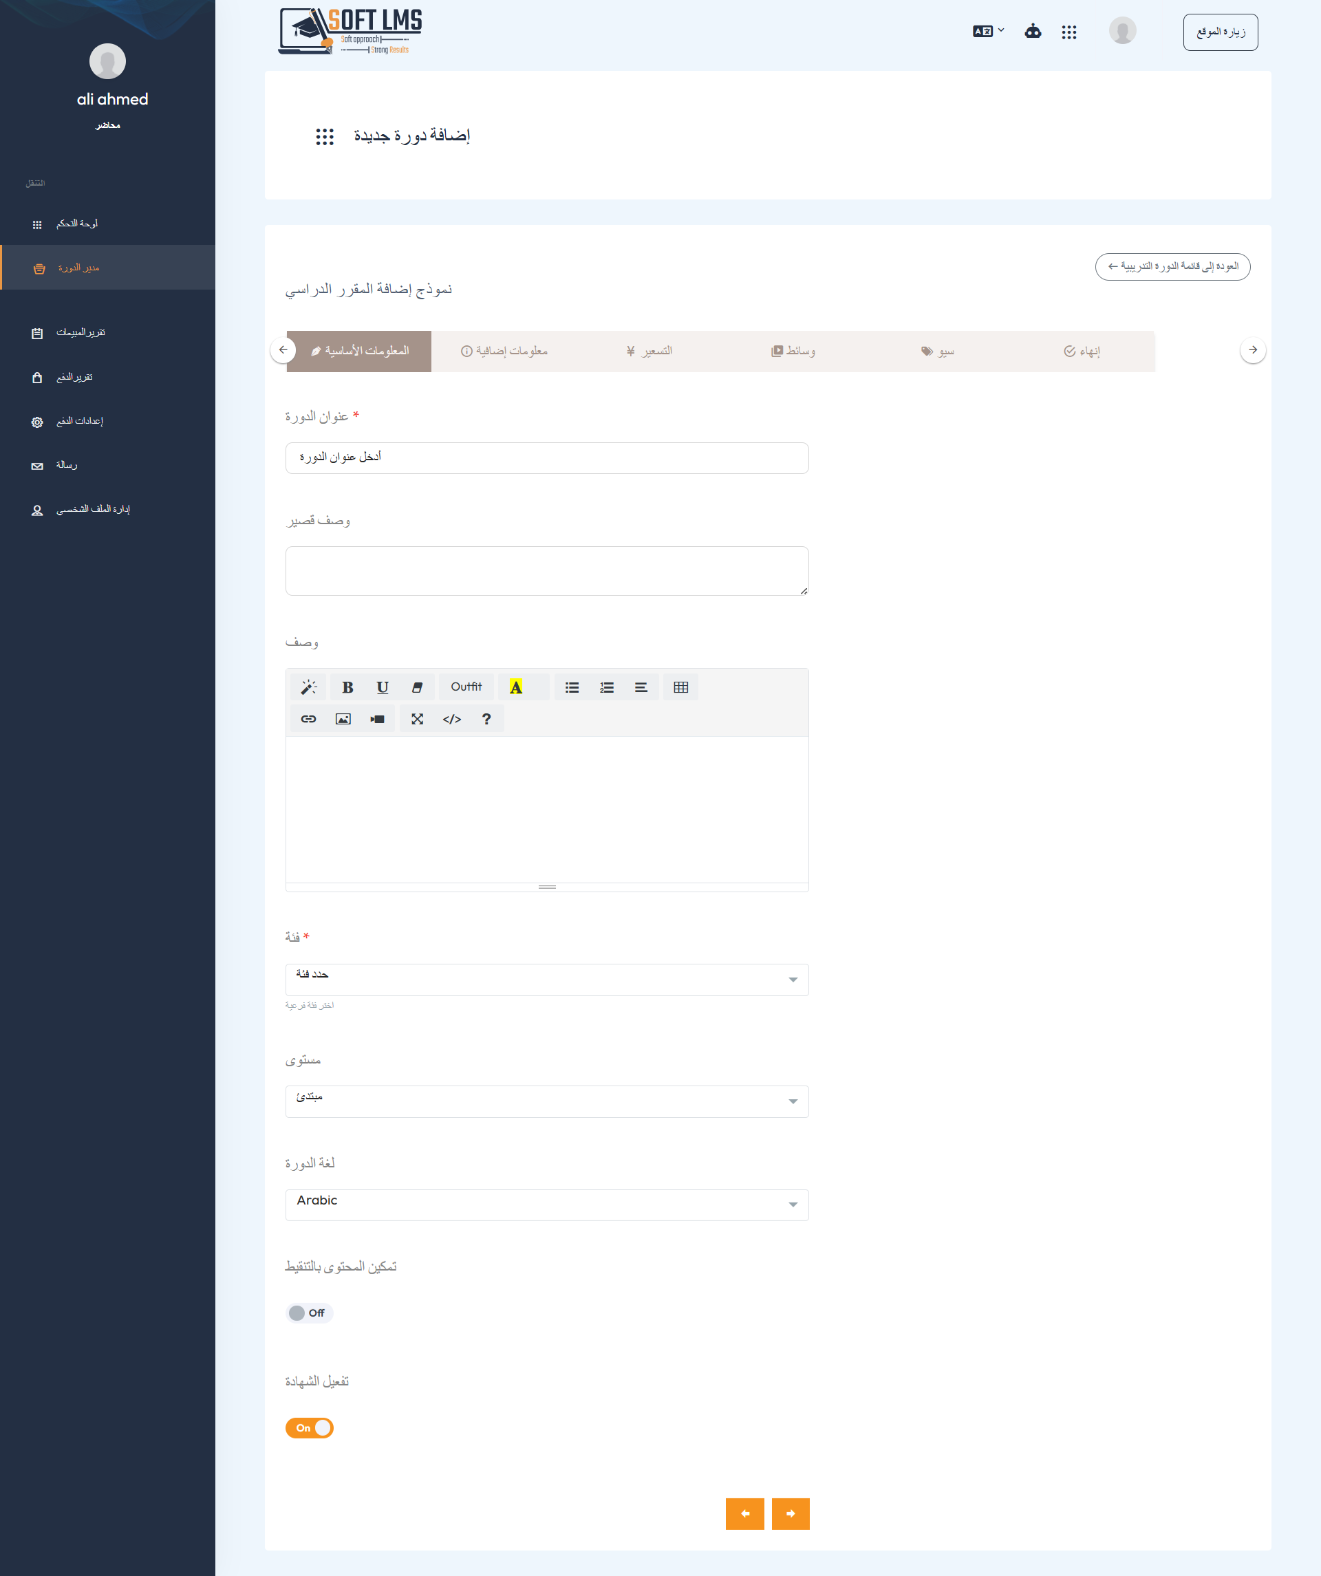 SOFT LMS
Soft approach
Strong Results
زيارة الموقع
ali ahmed
محاضر
التنقل
لوحة التحكم
مدير الدورة
تقرير المبيعات
تقرير الدفع
إعدادات الدفع
رسالة
إدارة الملف الشخصي
إضافة دورة جديدة
العودة إلى قائمة الدورة التدريبية
نموذج إضافة المقرر الدراسي
المعلومات الأساسية
معلومات إضافية
التسعير
وسائط
سيو
إنهاء
عنوان الدورة *
أدخل عنوان الدورة
وصف قصير
وصف
B U Outfit A
</> ?
فئة *
حدد فئة
اختر فئة فرعية
مستوى
مبتدئ
لغة الدورة
Arabic
تمكين المحتوى بالتنقيط
Off
تفعيل الشهادة
On